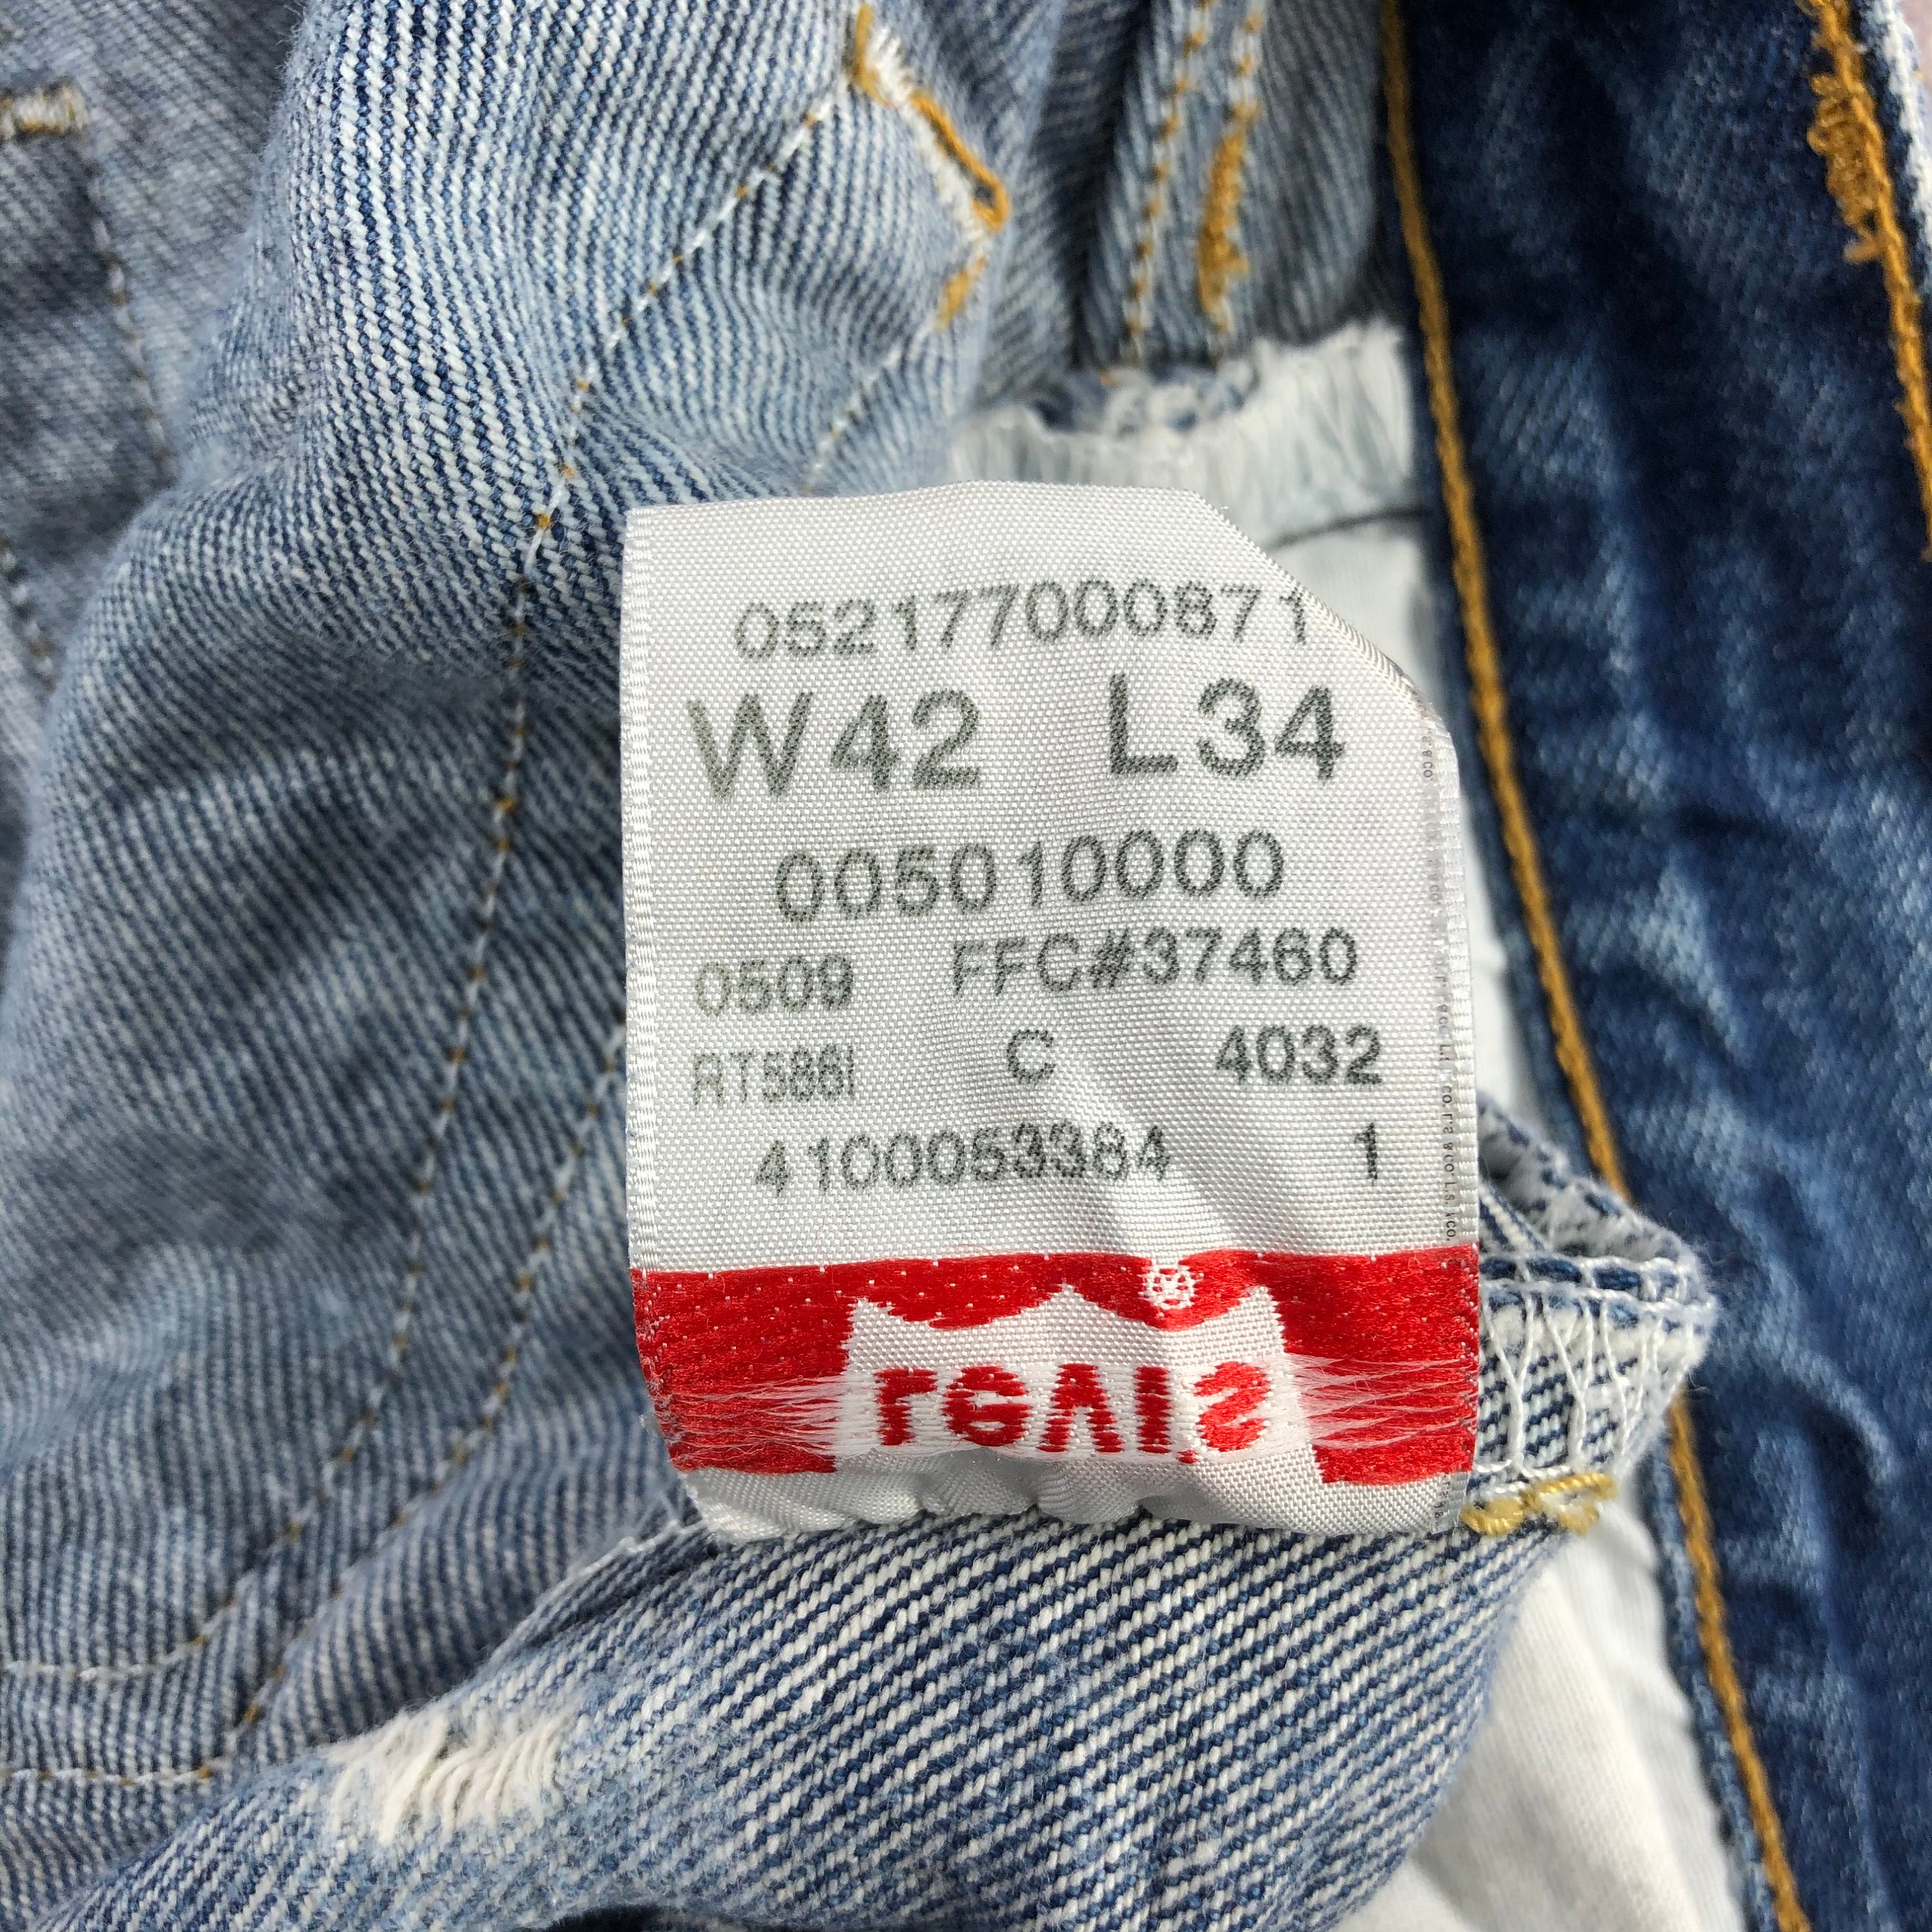 052177000871
W42 L34
005010000
0509 FFC#37460
RT586I C 4032
4100053384 1
®
LEVI'S